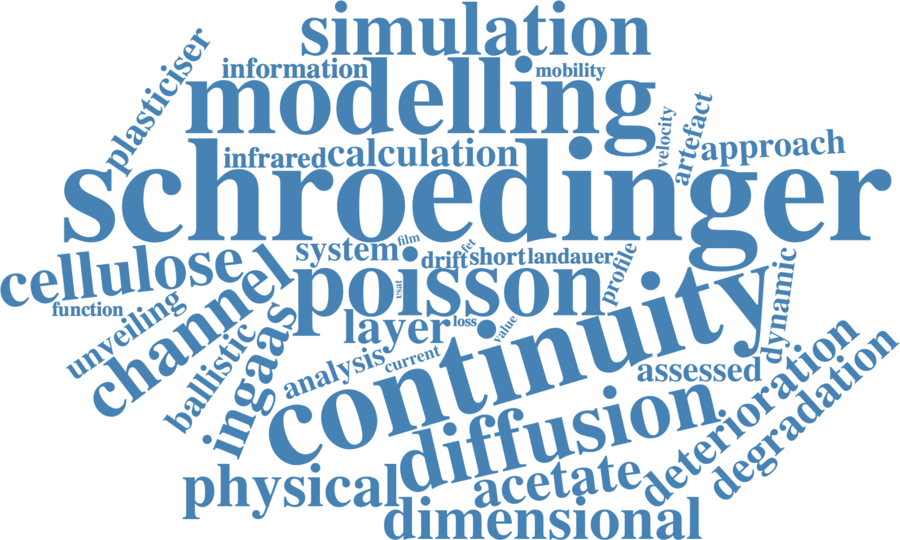 simulation
information
mobility
modelling
plasticiser
velocity
artefact
approach
infrared
calculation
schroedinger
system
film
drift
fet
short
landauer
profile
cellulose
channel
poisson
vsat
continuity
dynamic
function
unveiling
layer
loss
value
ballistic
ingaas
analysis
current
assessed
diffusion
deterioration
degradation
physical
acetate
dimensional